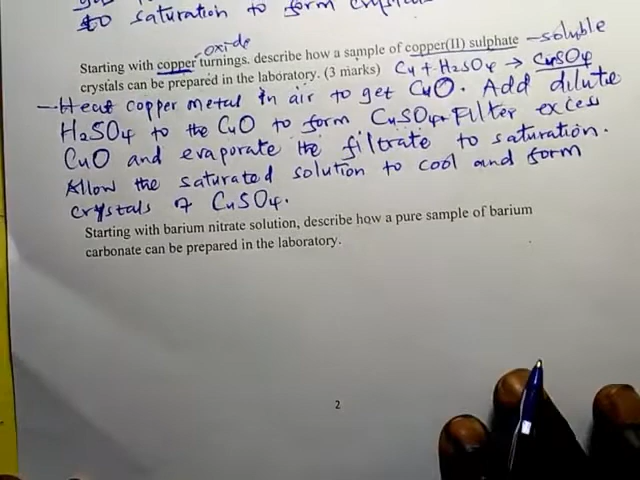 to saturation to form crystals
-oxide
Starting with copper turnings. describe how a sample of copper(II) sulphate -soluble
crystals can be prepared in the laboratory. (3 marks) Cu + H2SO4 → CuSO4
-Heat copper metal in air to get CuO. Add dilute
H2SO4 to the CuO to form CuSO4. Filter excess
CuO and evaporate the filtrate to saturation.
Allow the saturated solution to cool and form
crystals of CuSO4.
Starting with barium nitrate solution, describe how a pure sample of barium
carbonate can be prepared in the laboratory.
2